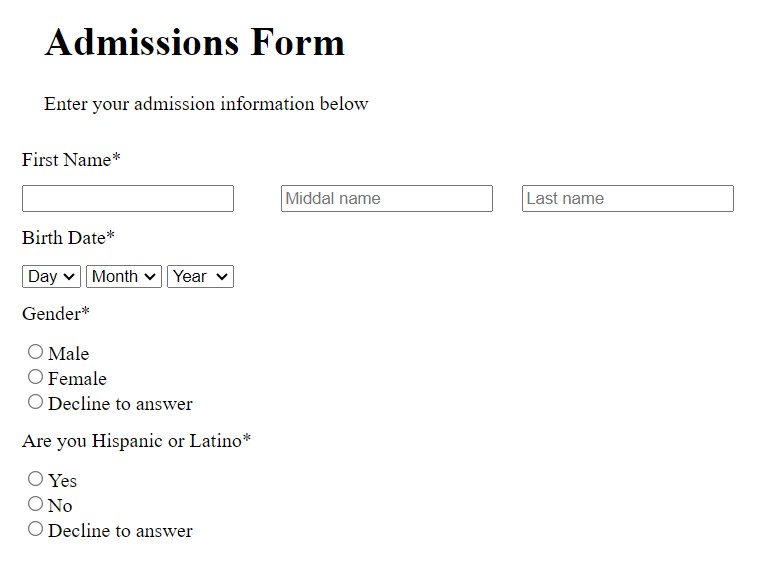 Admissions Form
Enter your admission information below
First Name*
Middal name Last name
Birth Date*
Day Month Year
Gender*
Male
Female
Decline to answer
Are you Hispanic or Latino*
Yes
No
Decline to answer